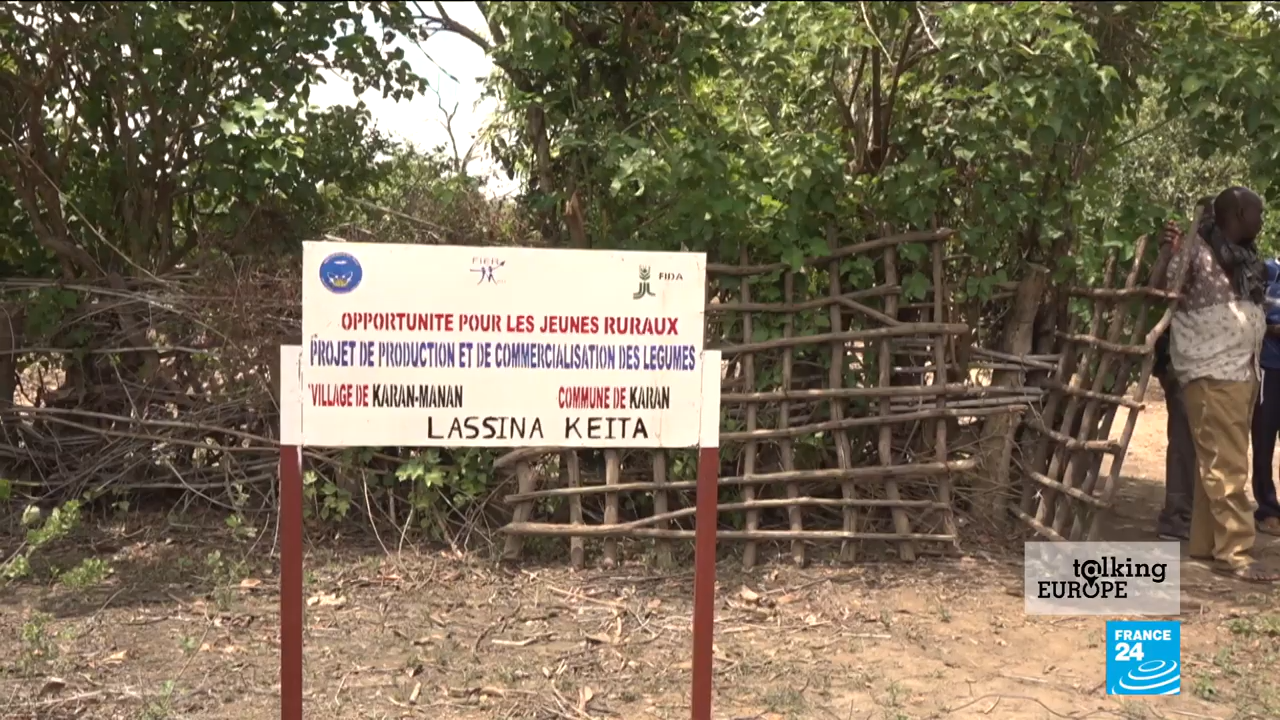 FIER
FIDA
OPPORTUNITE POUR LES JEUNES RURAUX
PROJET DE PRODUCTION ET DE COMMERCIALISATION DES LEGUMES
VILLAGE DE KARAN-MANAN COMMUNE DE KARAN
LASSINA KEITA
talking
EUROPE
FRANCE
24